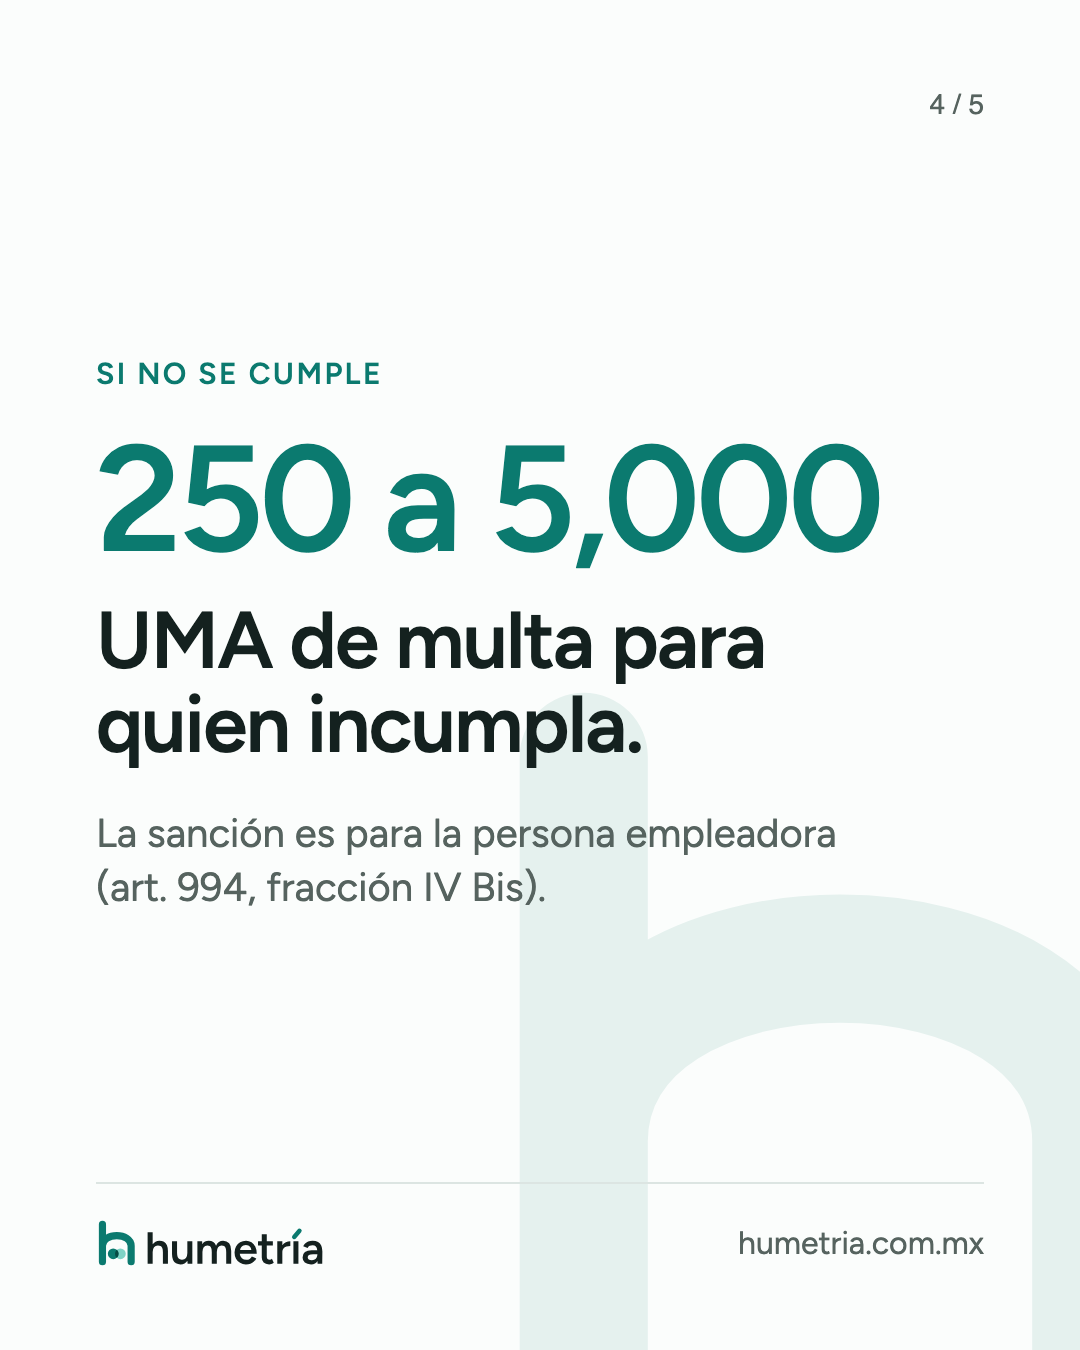 4 / 5
SI NO SE CUMPLE
250 a 5,000
UMA de multa para
quien incumpla.
La sanción es para la persona empleadora
(art. 994, fracción IV Bis).
humetría
humetria.com.mx